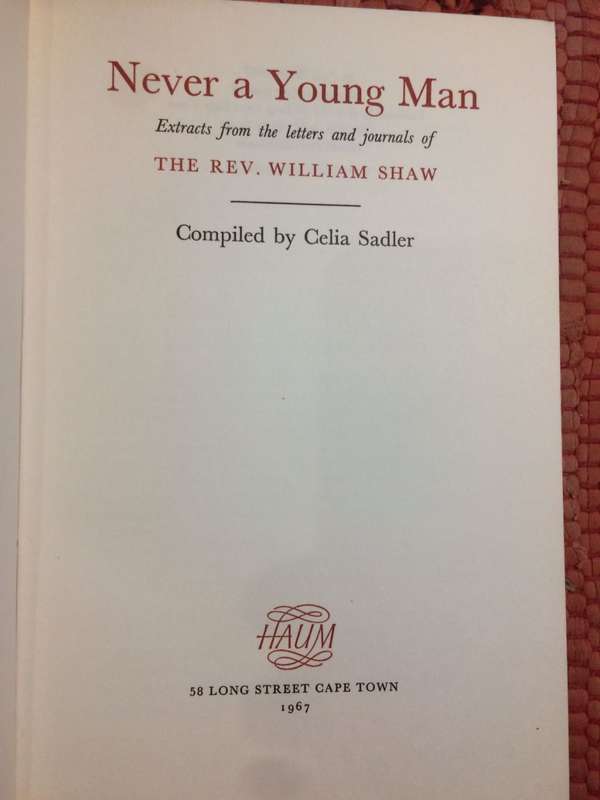 Never a Young Man
Extracts from the letters and journals of
THE REV. WILLIAM SHAW
Compiled by Celia Sadler
HAUM
58 LONG STREET CAPE TOWN
1967